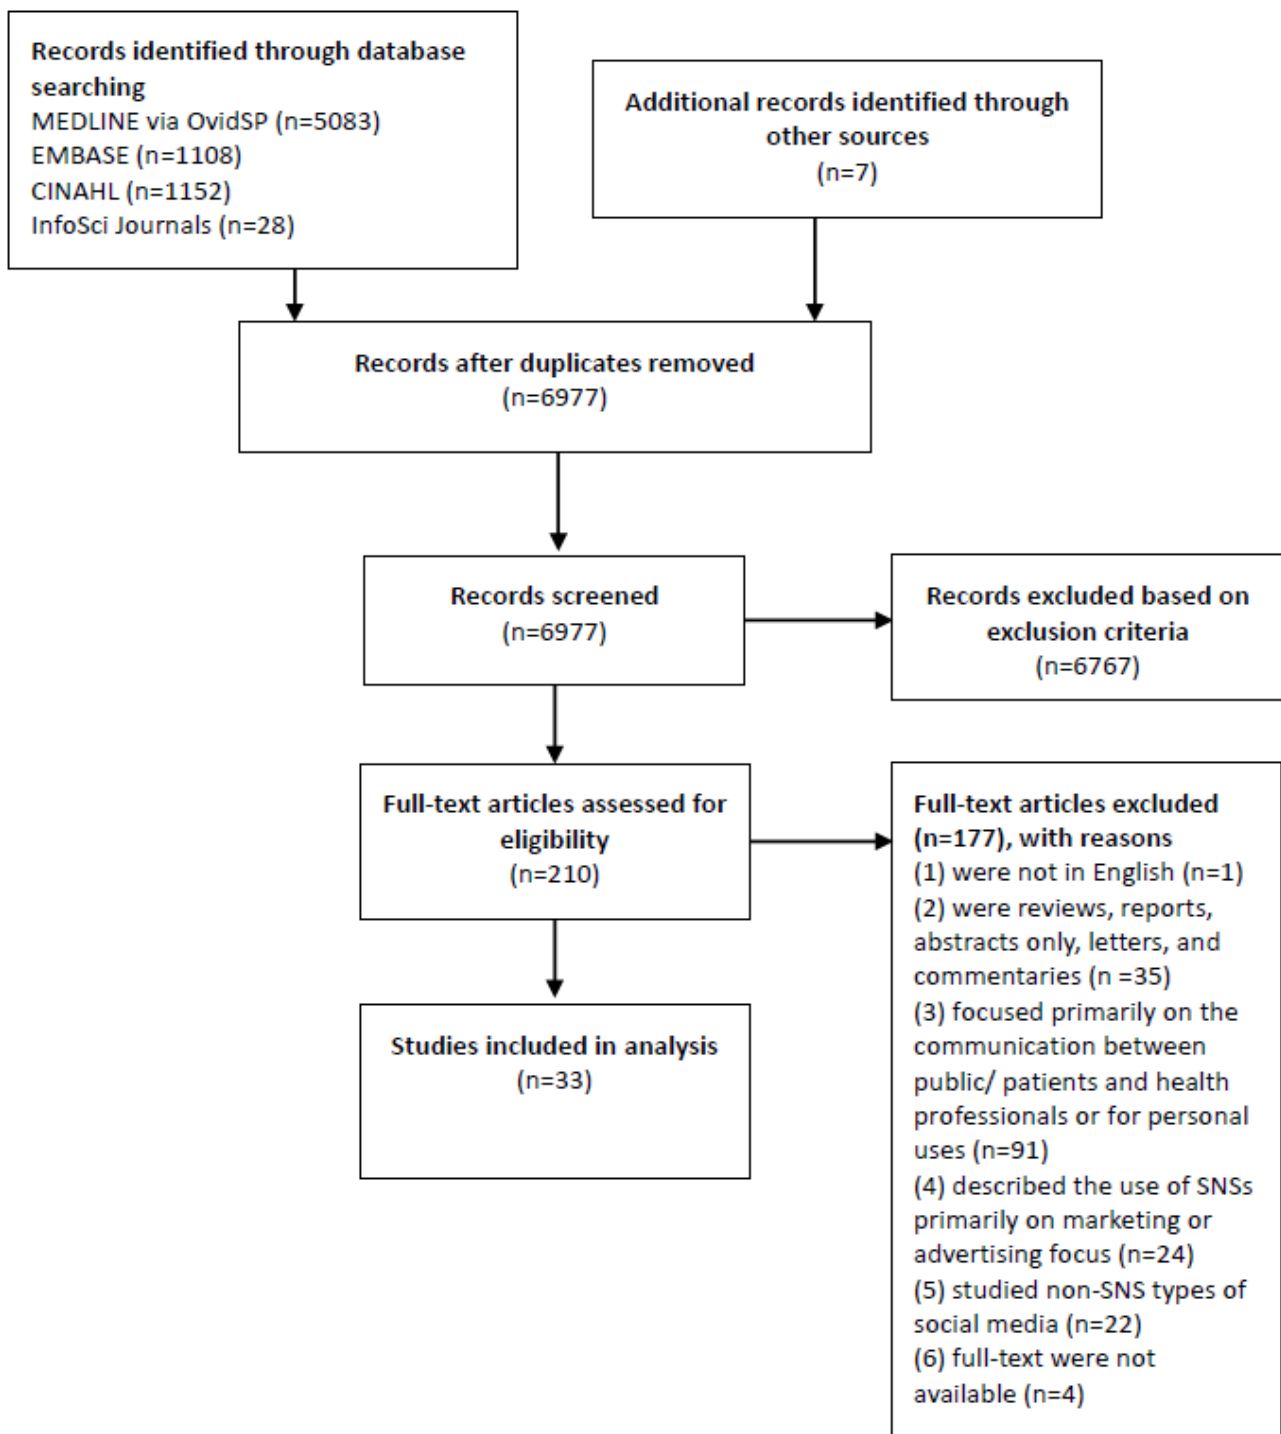 Records identified through database
searching
MEDLINE via OvidSP (n=5083)
EMBASE (n=1108)
CINAHL (n=1152)
InfoSci Journals (n=28)
Additional records identified through
other sources
(n=7)
Records after duplicates removed
(n=6977)
Records screened
(n=6977)
Records excluded based on
exclusion criteria
(n=6767)
Full-text articles assessed for
eligibility
(n=210)
Full-text articles excluded
(n=177), with reasons
(1) were not in English (n=1)
(2) were reviews, reports,
abstracts only, letters, and
commentaries (n =35)
(3) focused primarily on the
communication between
public/ patients and health
professionals or for personal
uses (n=91)
(4) described the use of SNSs
primarily on marketing or
advertising focus (n=24)
(5) studied non-SNS types of
social media (n=22)
(6) full-text were not
available (n=4)
Studies included in analysis
(n=33)